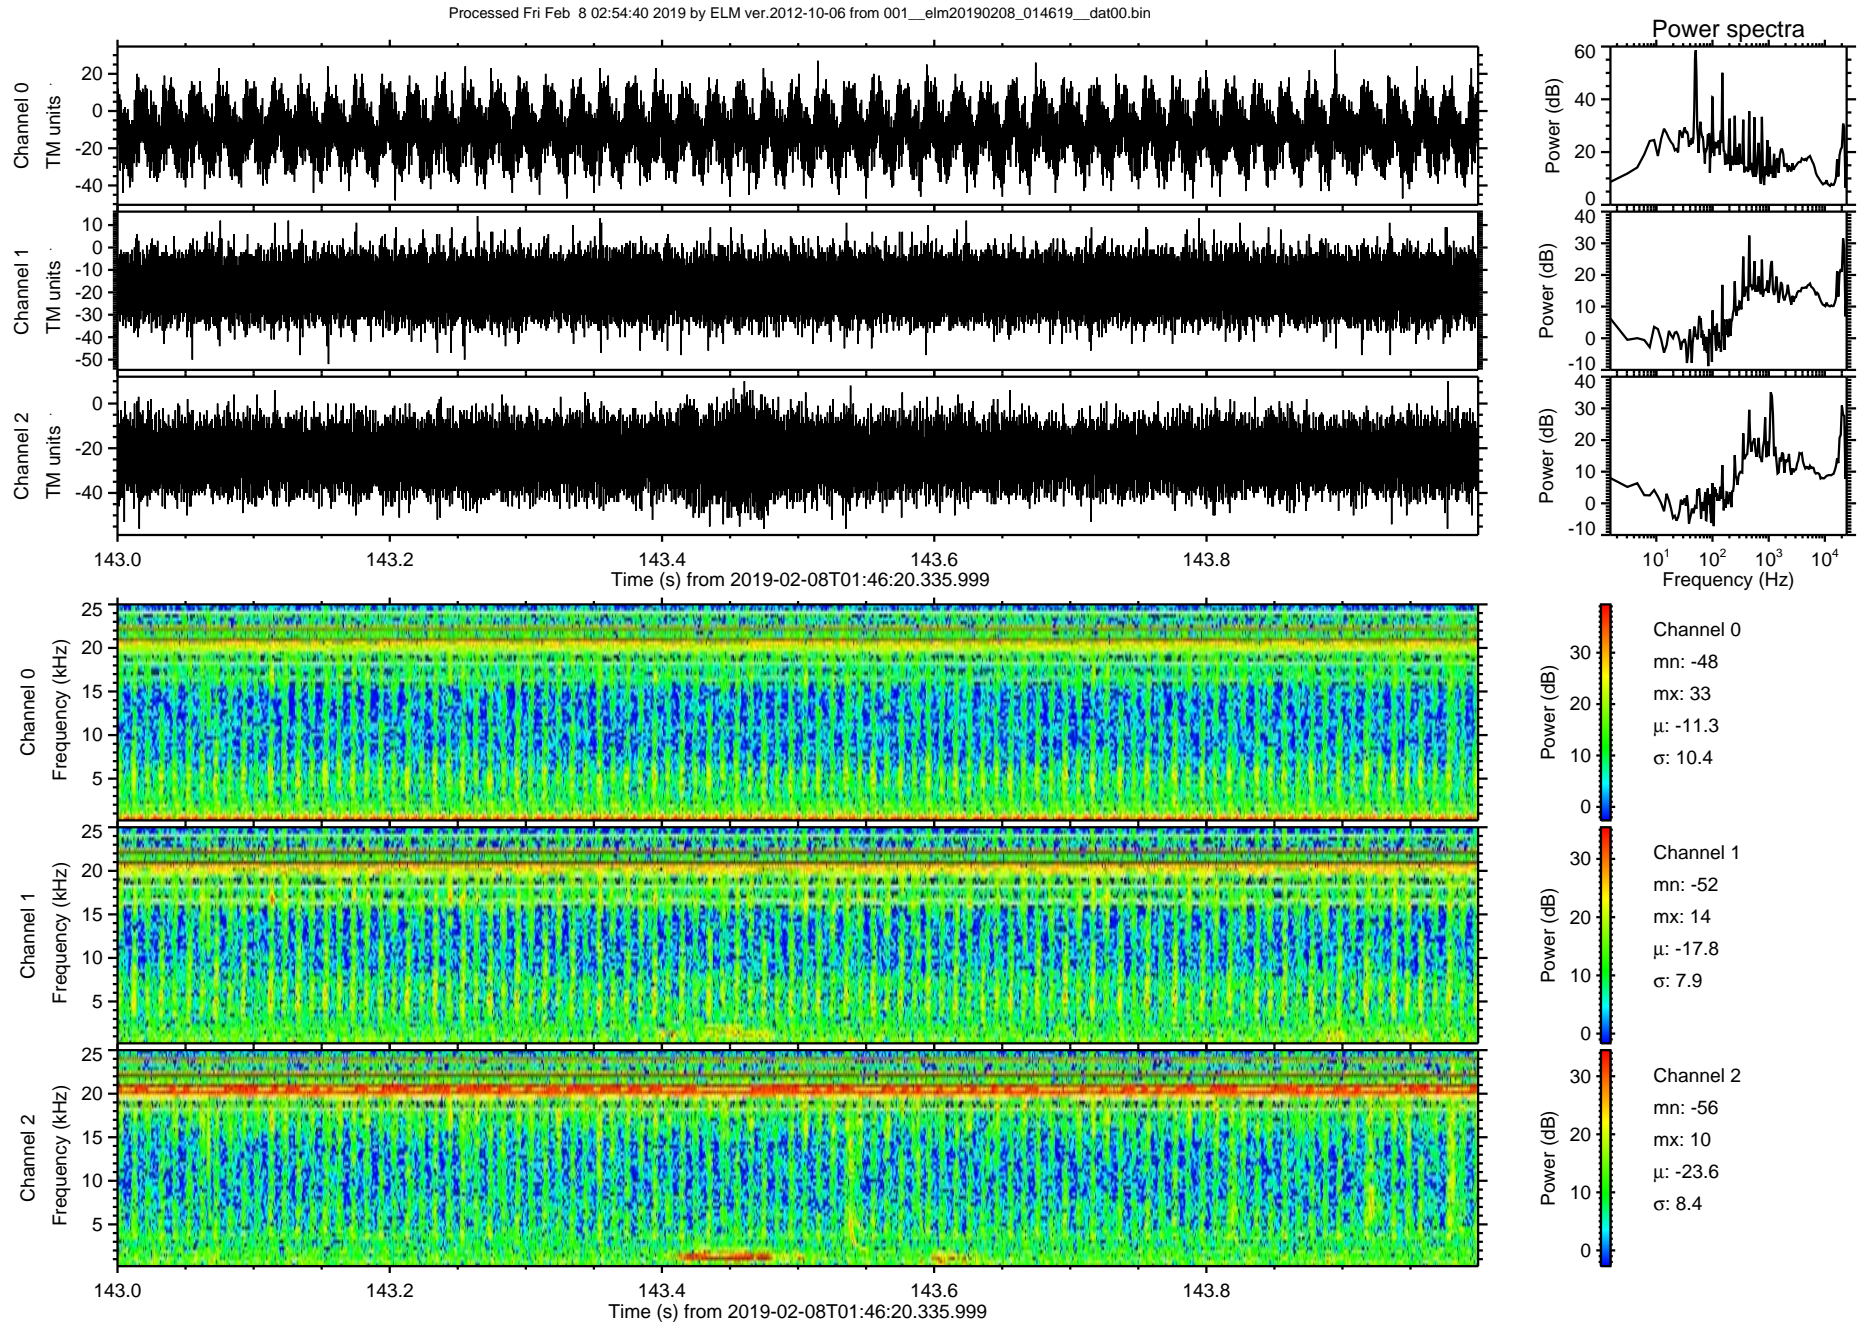 Processed Fri Feb  8 02:54:40 2019 by ELM ver.2012-10-06 from 001__elm20190208_014619__dat00.bin
Power spectra
Channel 0
TM units
20
0
-20
-40
Power (dB)
60
40
20
0
Channel 1
TM units
10
0
-10
-20
-30
-40
-50
Power (dB)
40
30
20
10
0
-10
Channel 2
TM units
0
-20
-40
Power (dB)
40
30
20
10
0
-10
143.0 143.2 143.4 143.6 143.8
Time (s) from 2019-02-08T01:46:20.335.999
10^1 10^2 10^3 10^4
Frequency (Hz)
Channel 0
Frequency (kHz)
25
20
15
10
5
Power (dB)
30
20
10
0
Channel 0
mn: -48
mx: 33
μ: -11.3
σ: 10.4
Channel 1
Frequency (kHz)
25
20
15
10
5
Power (dB)
30
20
10
0
Channel 1
mn: -52
mx: 14
μ: -17.8
σ: 7.9
Channel 2
Frequency (kHz)
25
20
15
10
5
Power (dB)
30
20
10
0
Channel 2
mn: -56
mx: 10
μ: -23.6
σ: 8.4
143.0 143.2 143.4 143.6 143.8
Time (s) from 2019-02-08T01:46:20.335.999